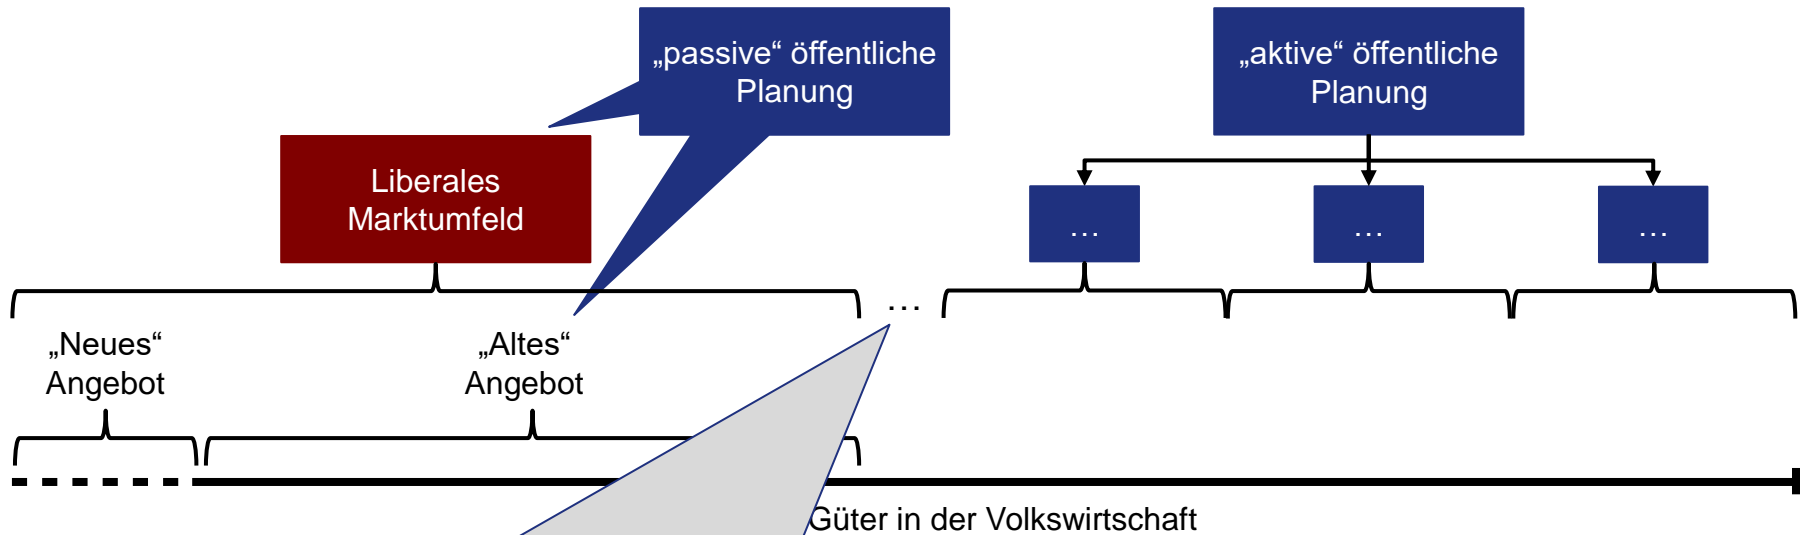 „passive“ öffentliche
Planung
„aktive“ öffentliche
Planung
Liberales
Marktumfeld
…
…
…
…
„Neues“
Angebot
„Altes“
Angebot
Güter in der Volkswirtschaft